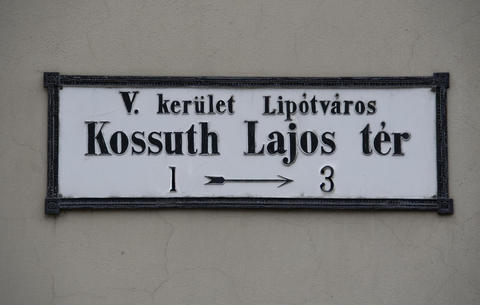 V. kerület Lipótváros
Kossuth Lajos tér
1 → 3